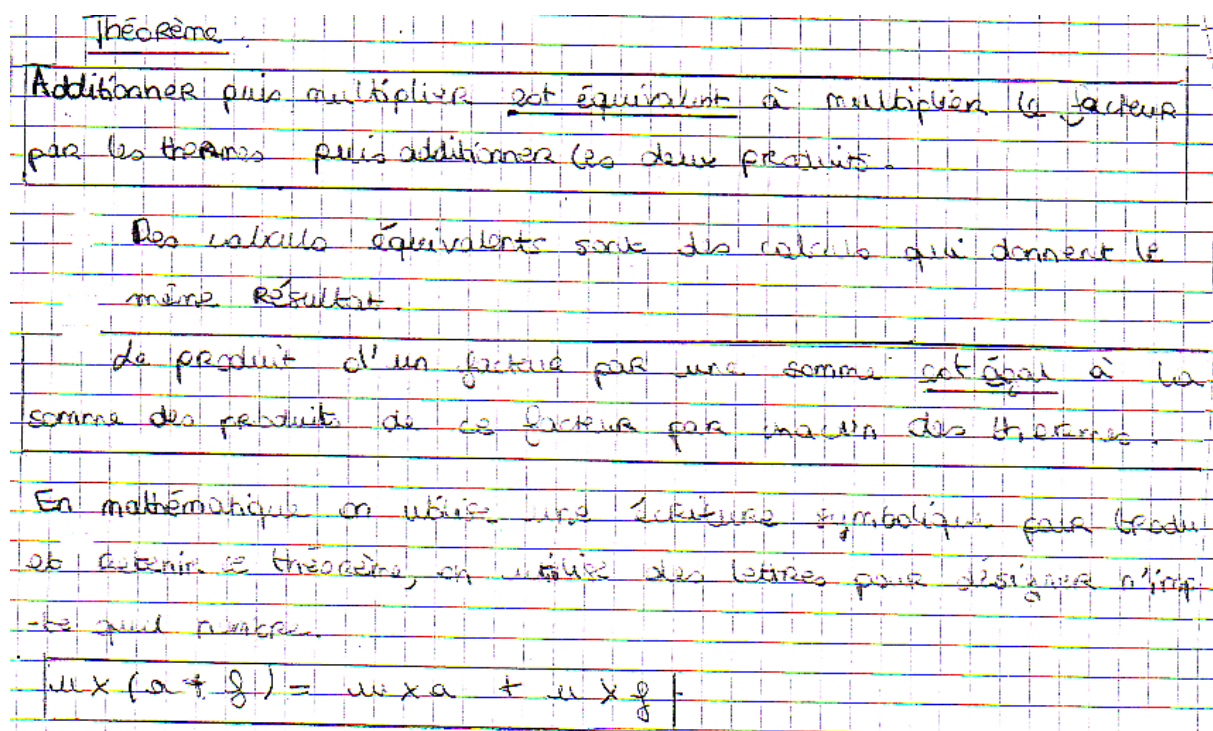 Théorème.
Additionner puis multiplier est équivalent à multiplier le facteur
par les thermes puis additionner les deux produits.
Des calculs équivalents sont des calculs qui donnent le
même Résultat.
Le produit d'un facteur par une somme est égal à la
somme des produits de ce facteur par chacun des thermes.
En mathématique on utilise une écriture symbolique pour tradu
et retenir ce théorème, on utilise des lettres pour désigner n'imp
-te quel nombre.
u x (a + f) = u x a + u x f